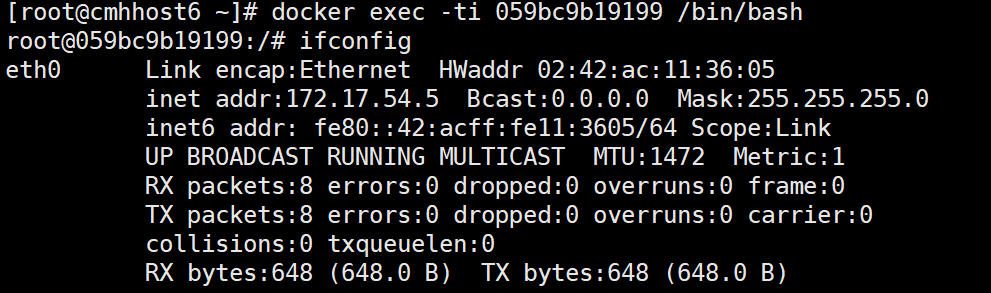 [root@cmhhost6 ~]# docker exec -ti 059bc9b19199 /bin/bash
root@059bc9b19199:/# ifconfig
eth0      Link encap:Ethernet  HWaddr 02:42:ac:11:36:05
          inet addr:172.17.54.5  Bcast:0.0.0.0  Mask:255.255.255.0
          inet6 addr: fe80::42:acff:fe11:3605/64 Scope:Link
          UP BROADCAST RUNNING MULTICAST  MTU:1472  Metric:1
          RX packets:8 errors:0 dropped:0 overruns:0 frame:0
          TX packets:8 errors:0 dropped:0 overruns:0 carrier:0
          collisions:0 txqueuelen:0
          RX bytes:648 (648.0 B)  TX bytes:648 (648.0 B)